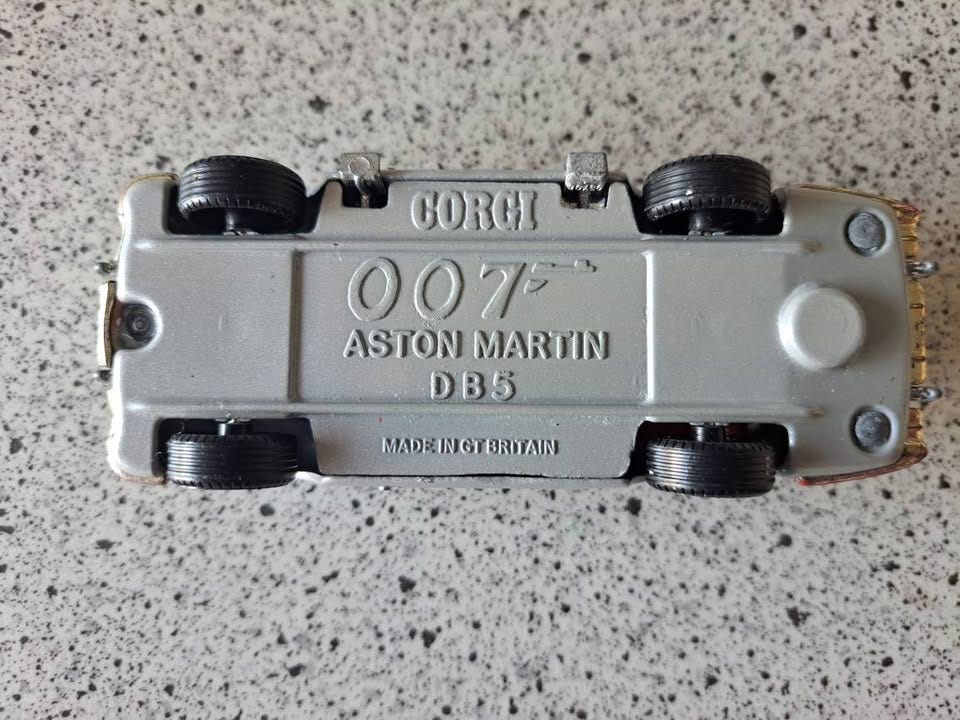 CORGI
007
ASTON MARTIN
DB5
MADE IN GT BRITAIN